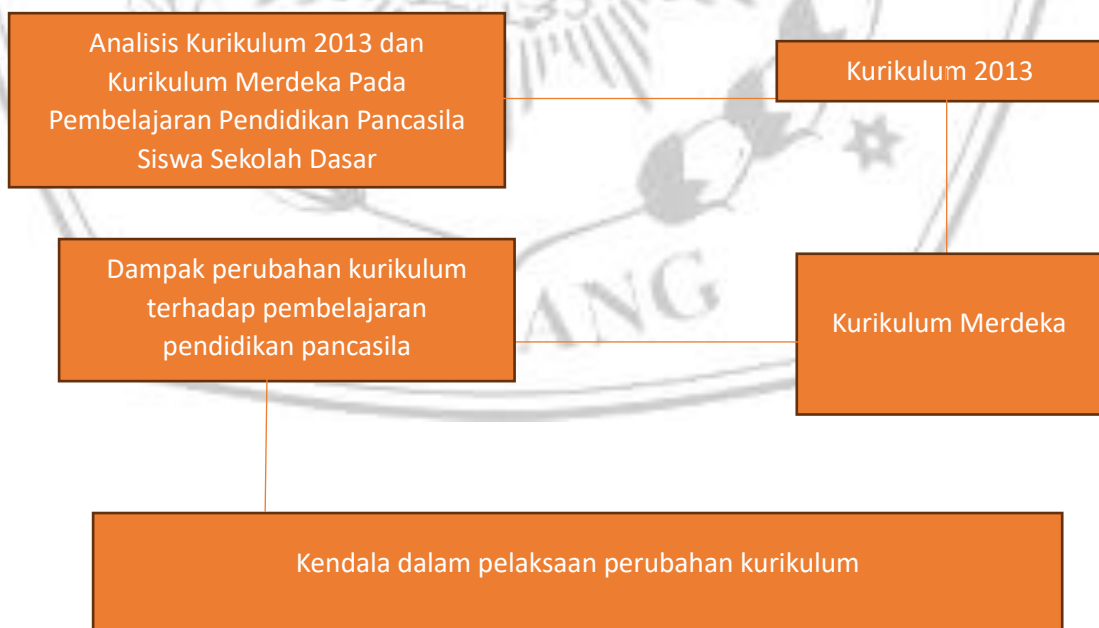 Analisis Kurikulum 2013 dan
Kurikulum Merdeka Pada
Pembelajaran Pendidikan Pancasila
Siswa Sekolah Dasar
Kurikulum 2013
Dampak perubahan kurikulum
terhadap pembelajaran
pendidikan pancasila
Kurikulum Merdeka
ANG
Kendala dalam pelaksaan perubahan kurikulum